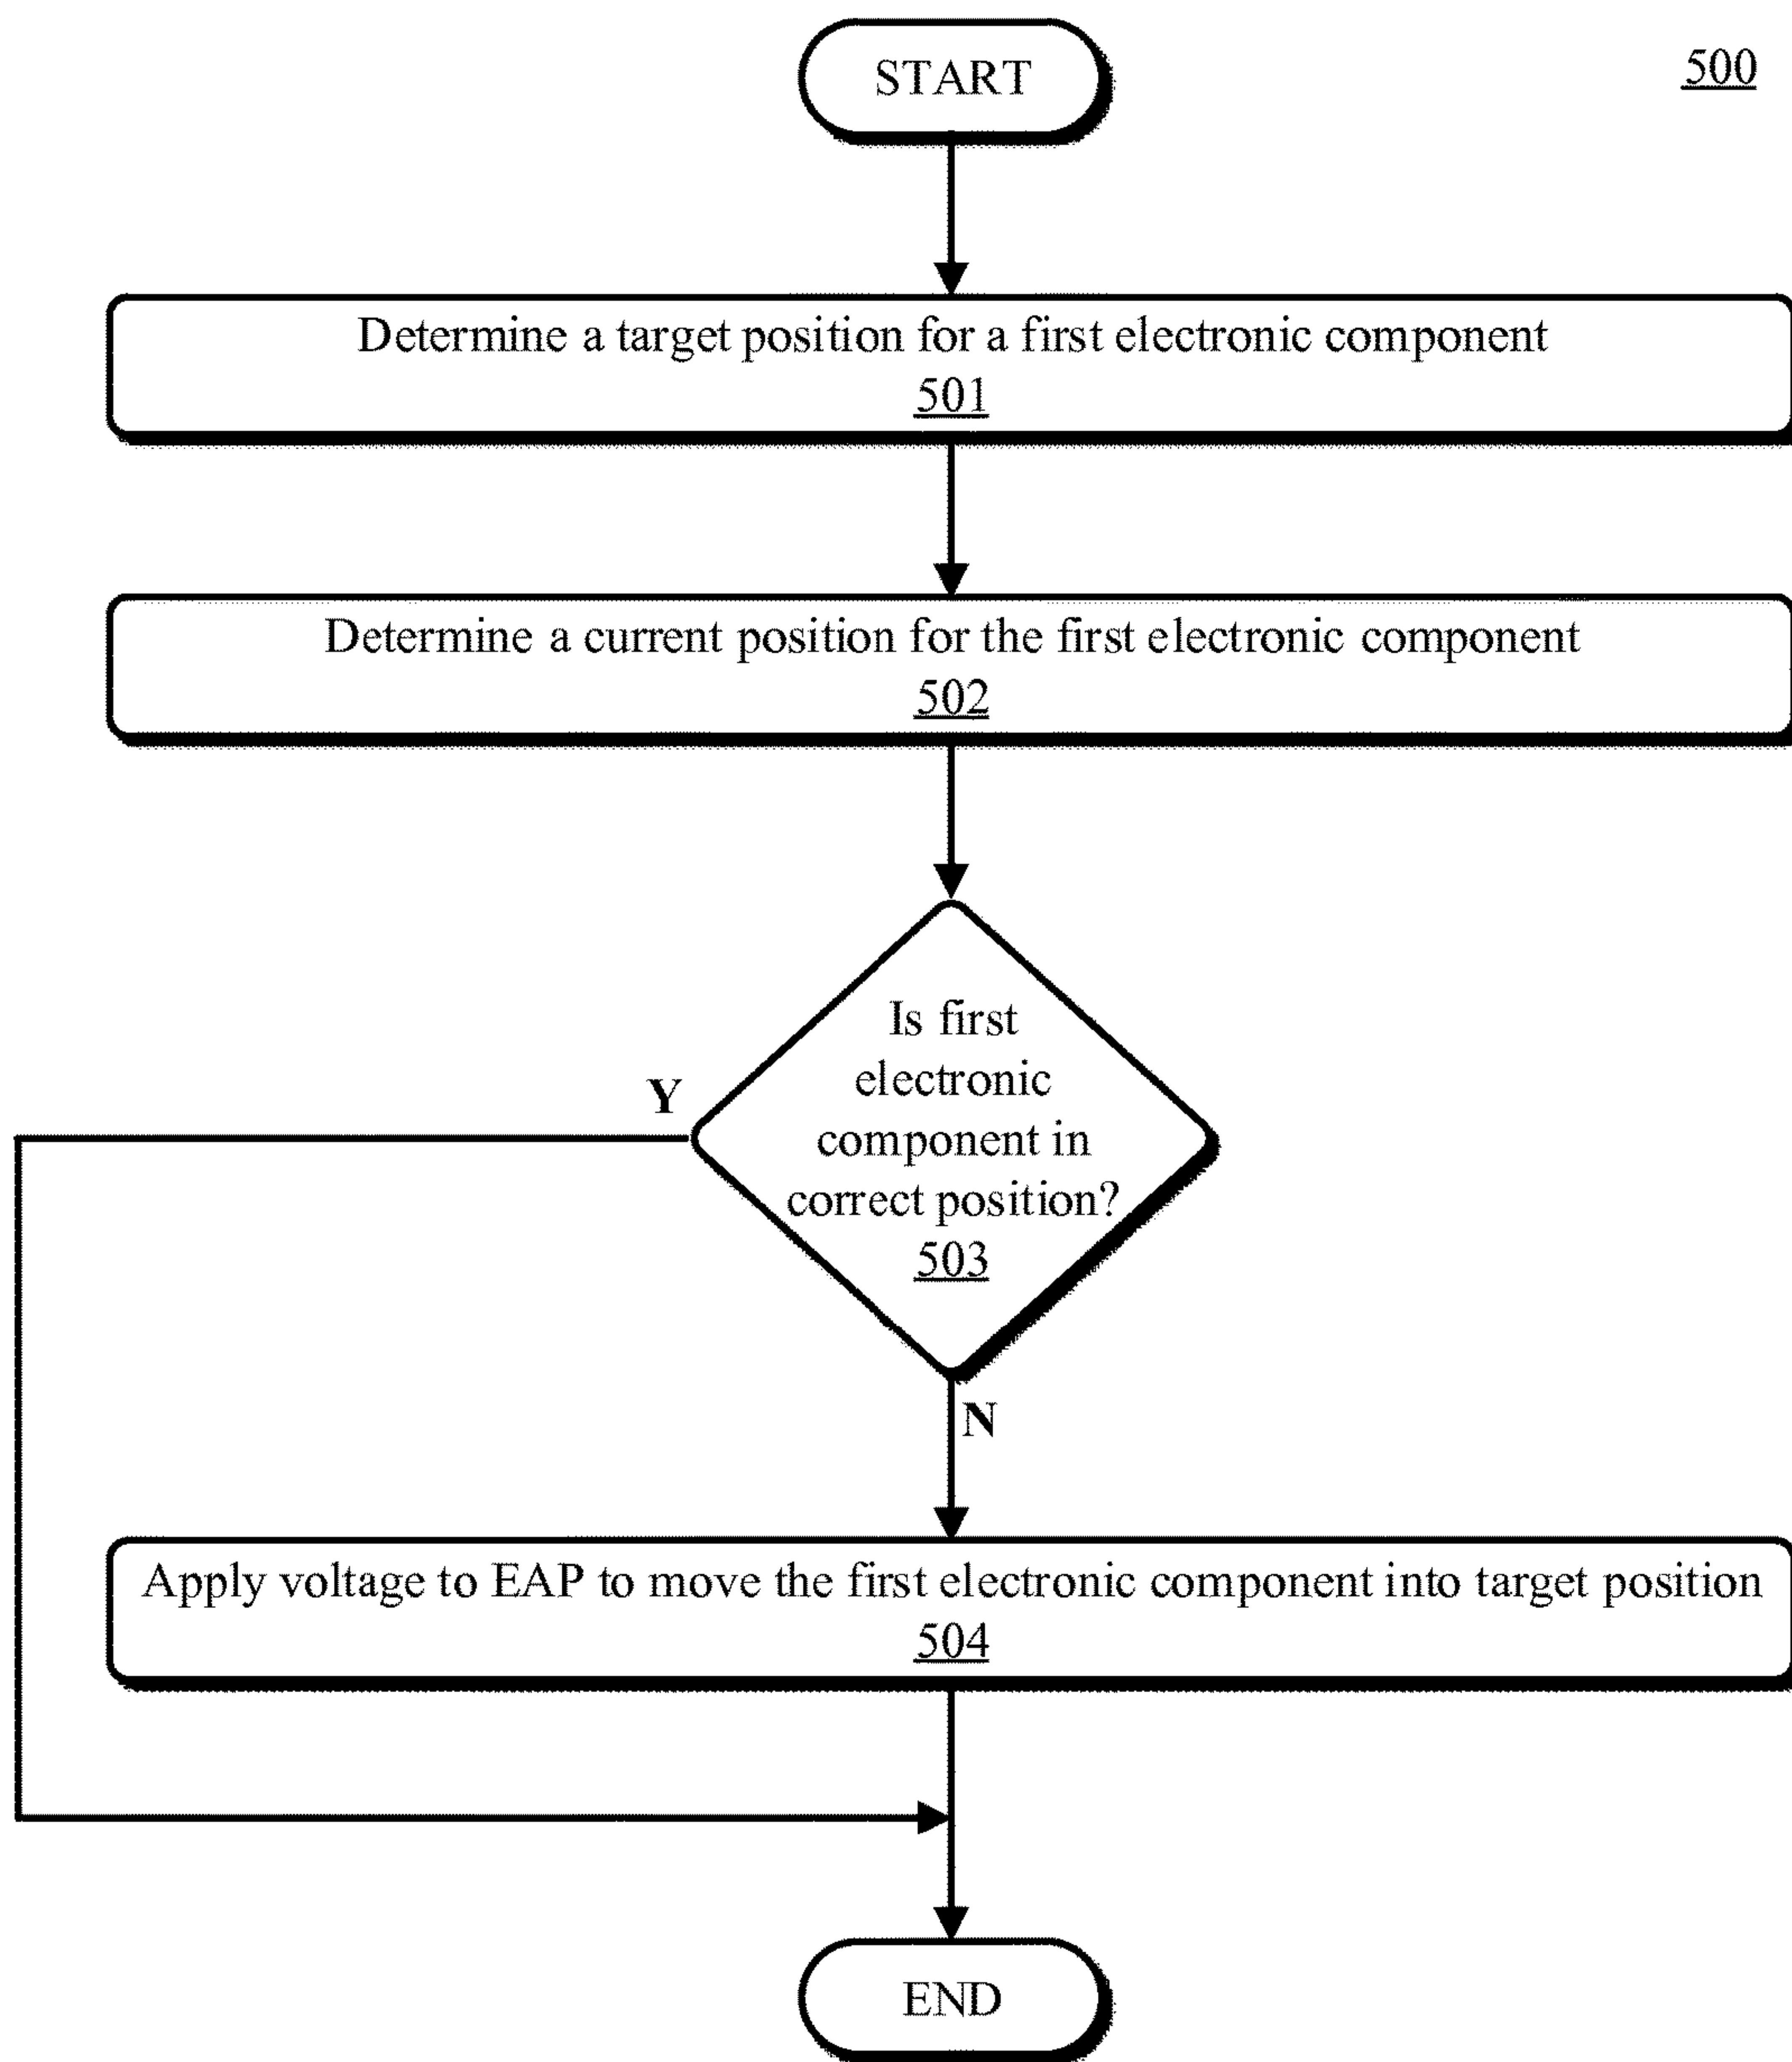 START
500
Determine a target position for a first electronic component
501
Determine a current position for the first electronic component
502
Is first
electronic
component in
correct position?
503
Y
N
Apply voltage to EAP to move the first electronic component into target position
504
END